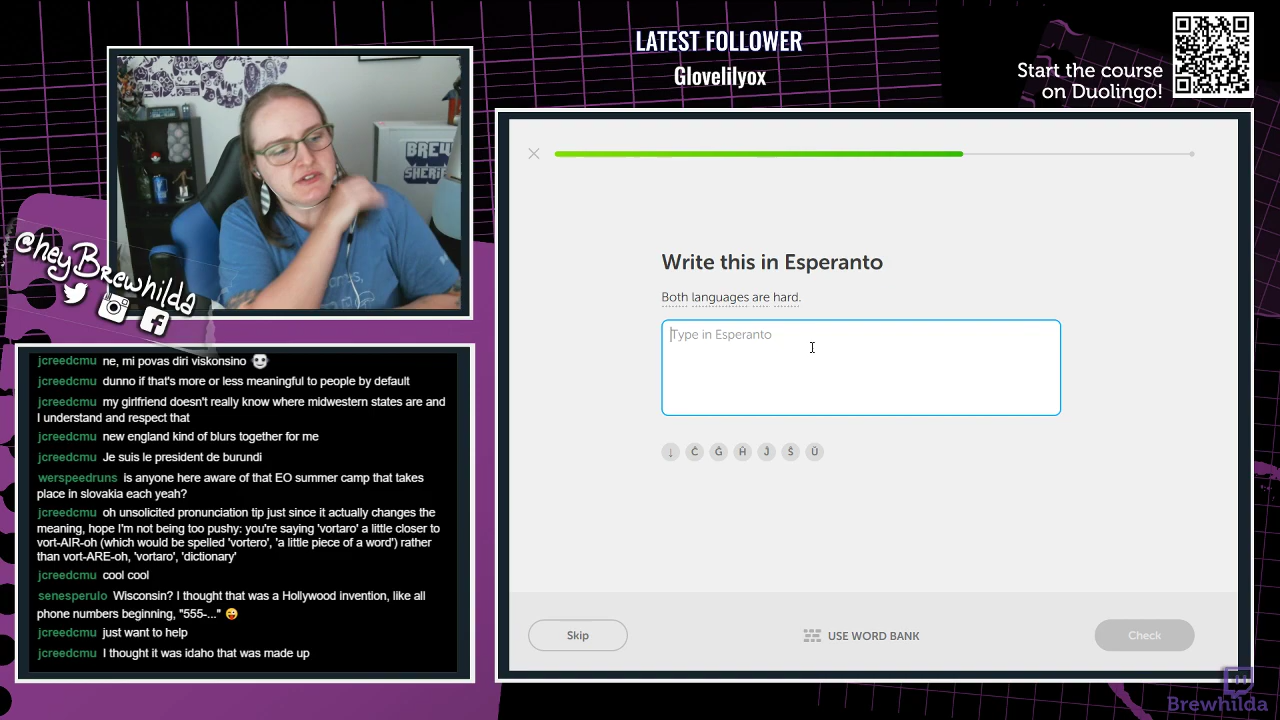 LATEST FOLLOWER
Glovelilyox
Start the course
on Duolingo!
BREW
SHERIF
@heyBrewhilda
Write this in Esperanto
Both languages are hard.
Type in Esperanto
↓ Ĉ Ĝ Ĥ Ĵ Ŝ Ŭ
Skip
USE WORD BANK
Check
jcreedcmu ne, mi povas diri viskonsino
jcreedcmu dunno if that's more or less meaningful to people by default
jcreedcmu my girlfriend doesn't really know where midwestern states are and
I understand and respect that
jcreedcmu new england kind of blurs together for me
jcreedcmu Je suis le president de burundi
werspeedruns is anyone here aware of that EO summer camp that takes
place in slovakia each yeah?
jcreedcmu oh unsolicited pronunciation tip just since it actually changes the
meaning, hope I'm not being too pushy: you're saying 'vortaro' a little closer to
vort-AIR-oh (which would be spelled 'vortero', 'a little piece of a word') rather
than vort-ARE-oh, 'vortaro', 'dictionary'
jcreedcmu cool cool
senesperulo Wisconsin? I thought that was a Hollywood invention, like all
phone numbers beginning, "555-..."
jcreedcmu just want to help
jcreedcmu I thought it was idaho that was made up
Brewhilda